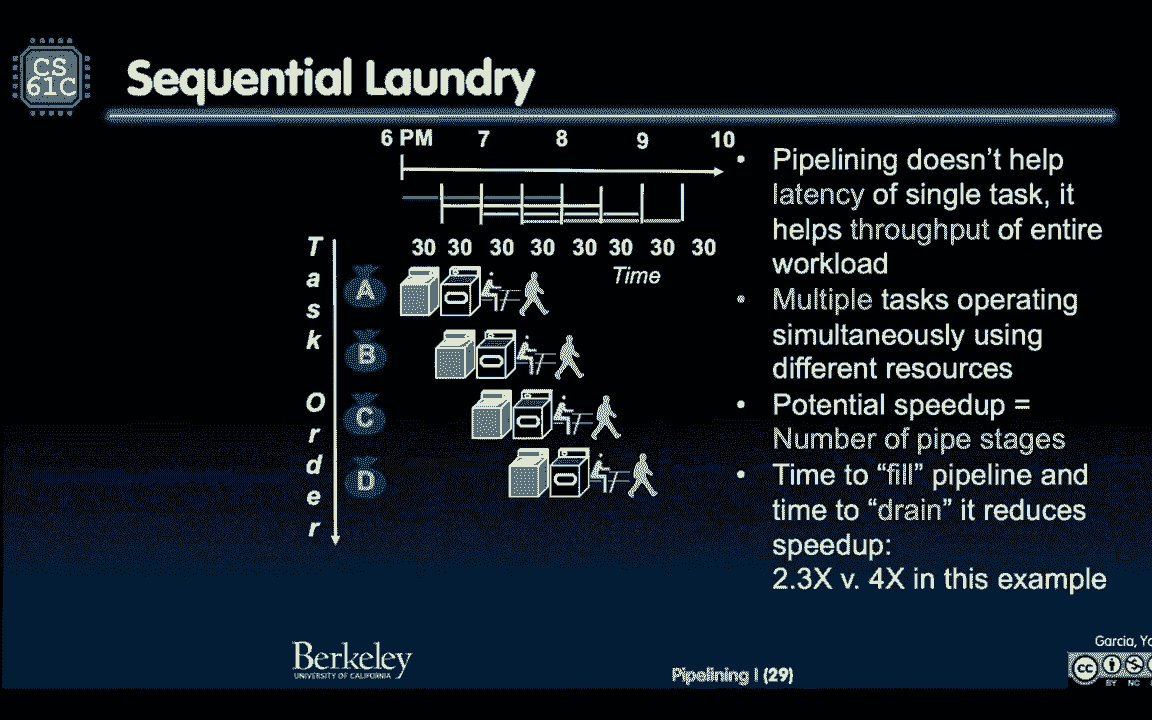 CS
61C
Sequential Laundry
6 PM 7 8 9 10
30 30 30 30 30 30 30 30
Time
Task Order
A
B
C
D
• Pipelining doesn’t help
latency of single task, it
helps throughput of entire
workload
• Multiple tasks operating
simultaneously using
different resources
• Potential speedup =
Number of pipe stages
• Time to “fill” pipeline and
time to “drain” it reduces
speedup:
2.3X v. 4X in this example
Berkeley
UNIVERSITY OF CALIFORNIA
Pipelining I (29)
Garcia,
cc
BY NC